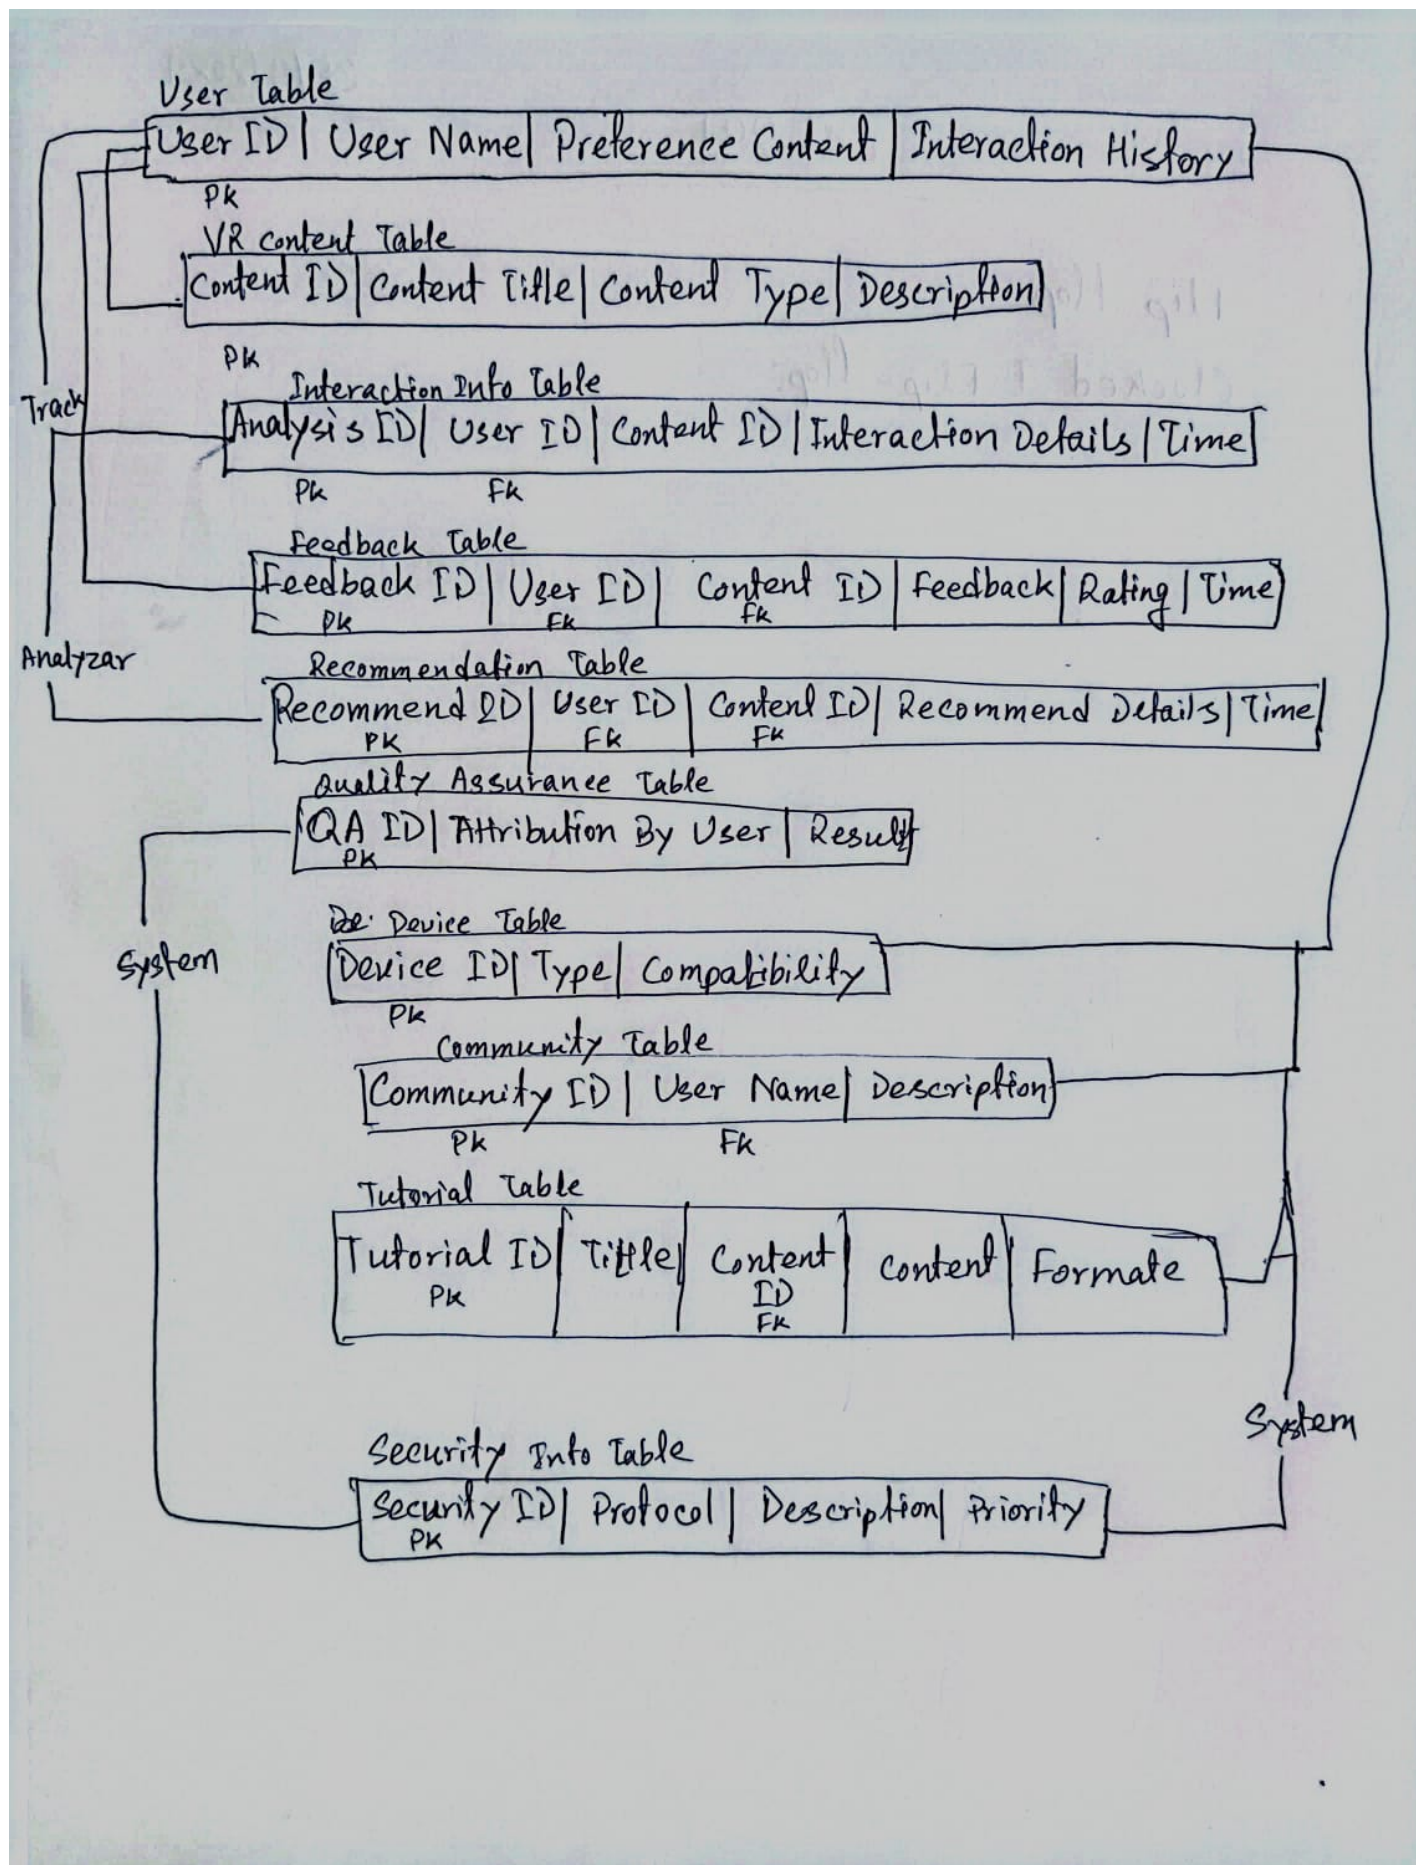 User Table
User ID | User Name | Preference Content | Interaction History
PK
VR Content Table
Content ID | Content Title | Content Type | Description
PK
Interaction Info Table
Track
Analysis ID | User ID | Content ID | Interaction Details | Time
PK FK
Feedback Table
Feedback ID | User ID | Content ID | Feedback | Rating | Time
PK FK FK
Analyzar
Recommendation Table
Recommend ID | User ID | Content ID | Recommend Details | Time
PK FK FK
Quality Assurance Table
QA ID | Attribution By User | Result
PK
Device Table
System
Device ID | Type | Compatibility
PK
Community Table
Community ID | User Name | Description
PK FK
Tutorial Table
Tutorial ID | Tittle | Content | Content | Formate
PK ID
FK
System
Security Info Table
Security ID | Protocol | Description | Priority
PK